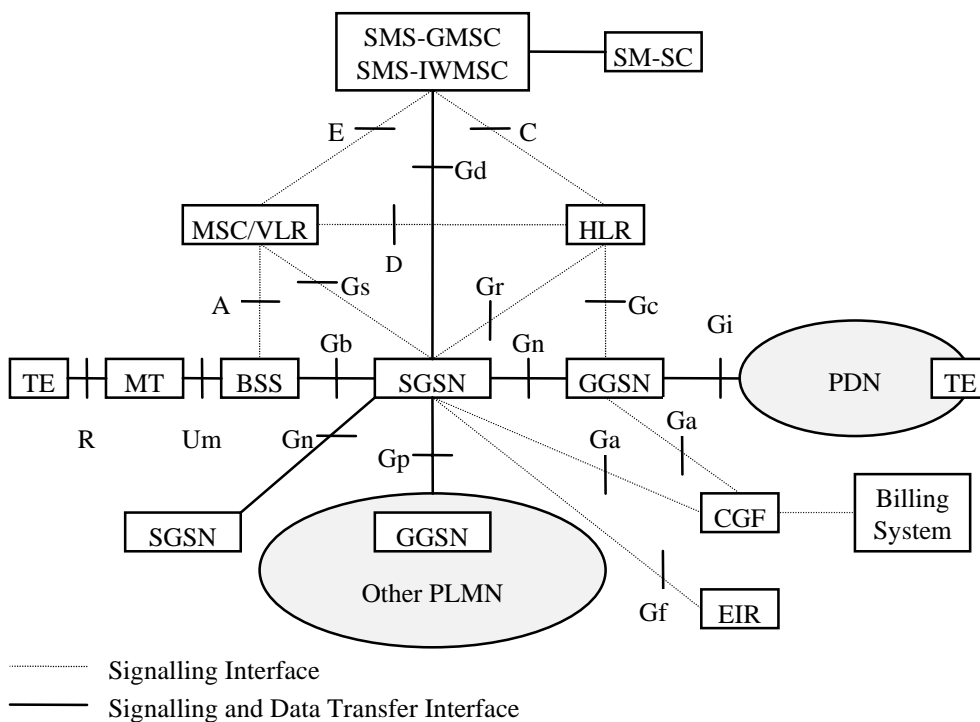 SMS-GMSC
SMS-IWMSC
SM-SC
E
C
Gd
MSC/VLR
HLR
D
Gs
Gr
A
Gc
Gb
Gn
Gi
TE
MT
BSS
SGSN
GGSN
PDN
TE
R
Um
Gn
Gp
Ga
Ga
SGSN
GGSN
CGF
Billing
System
Other PLMN
Gf
EIR
Signalling Interface
Signalling and Data Transfer Interface